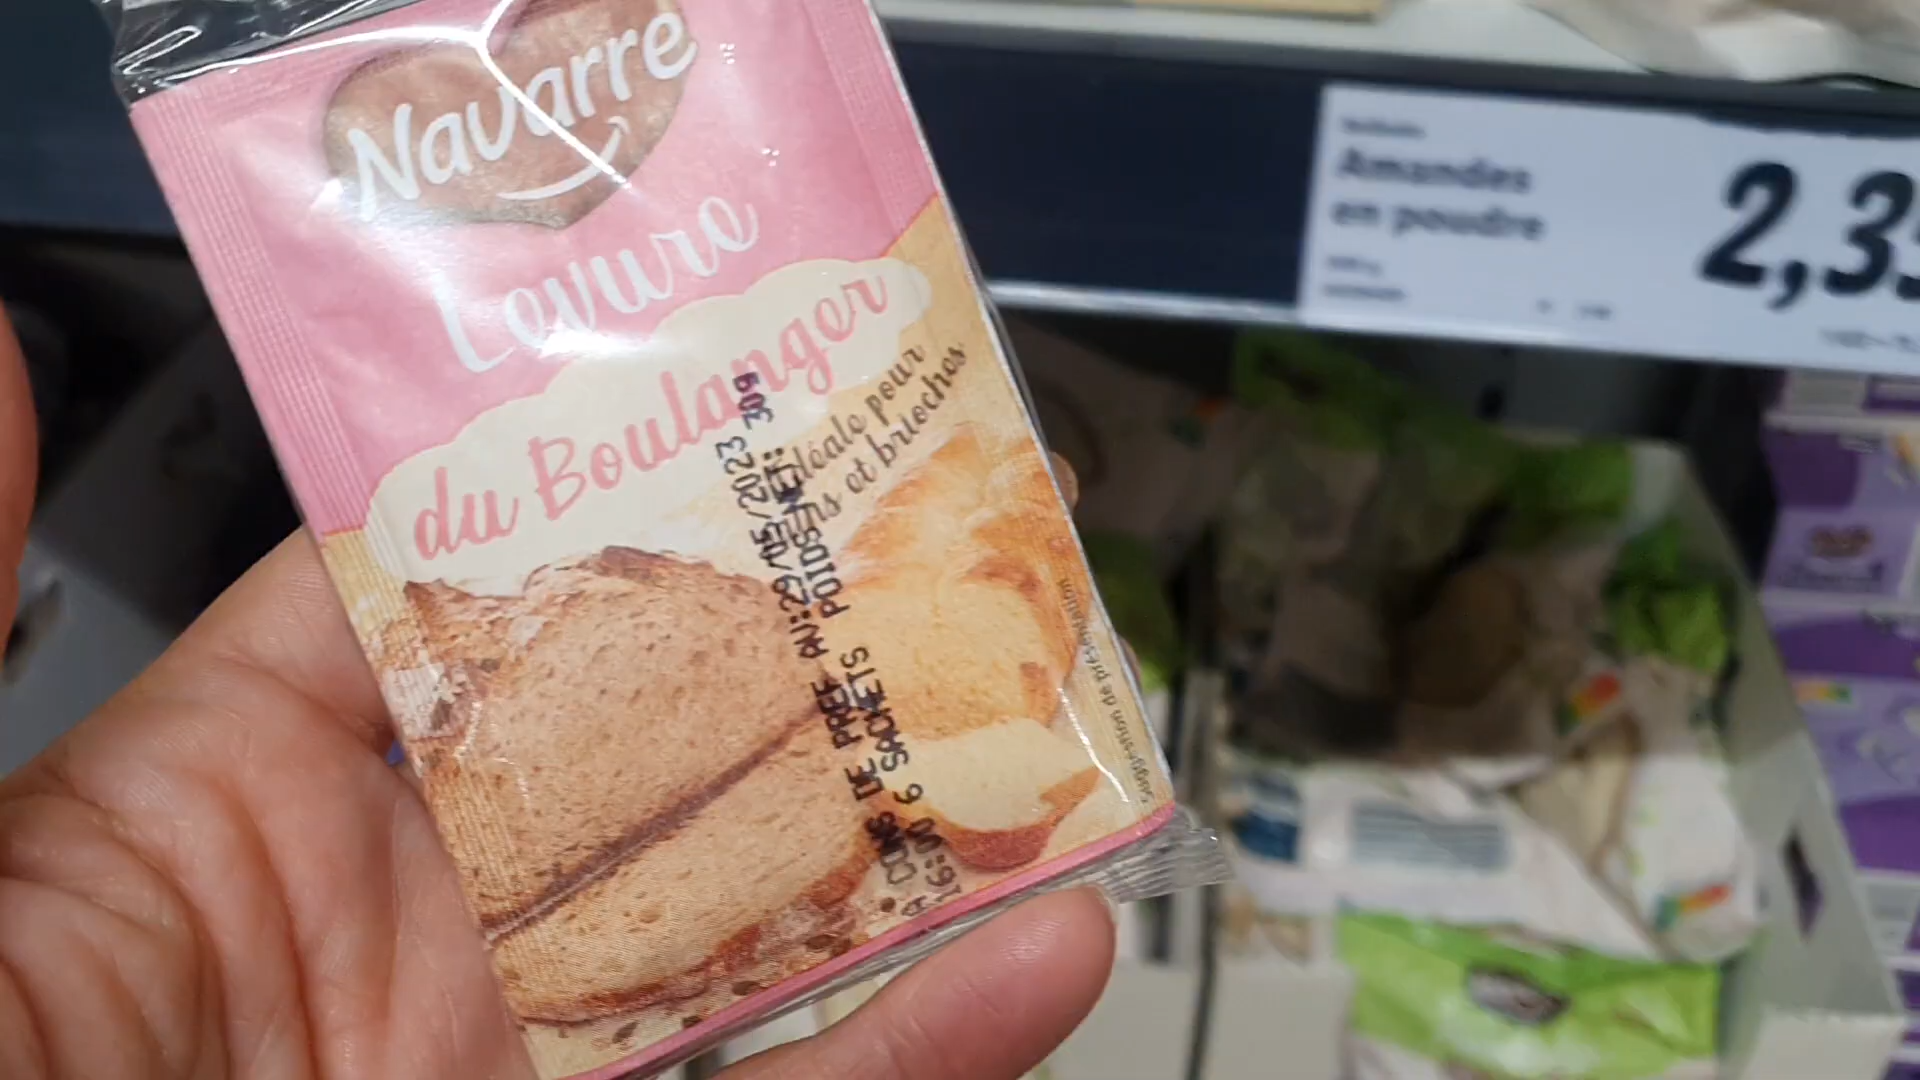 Navarre
Levure
du Boulanger
Idéale pour
pains et brioches
A CONS DE PREF AU:29/05/2023
16:00 6 SACHETS POIDS NET: 30g
Suggestion de présentation
Amandes
en poudre
2,3